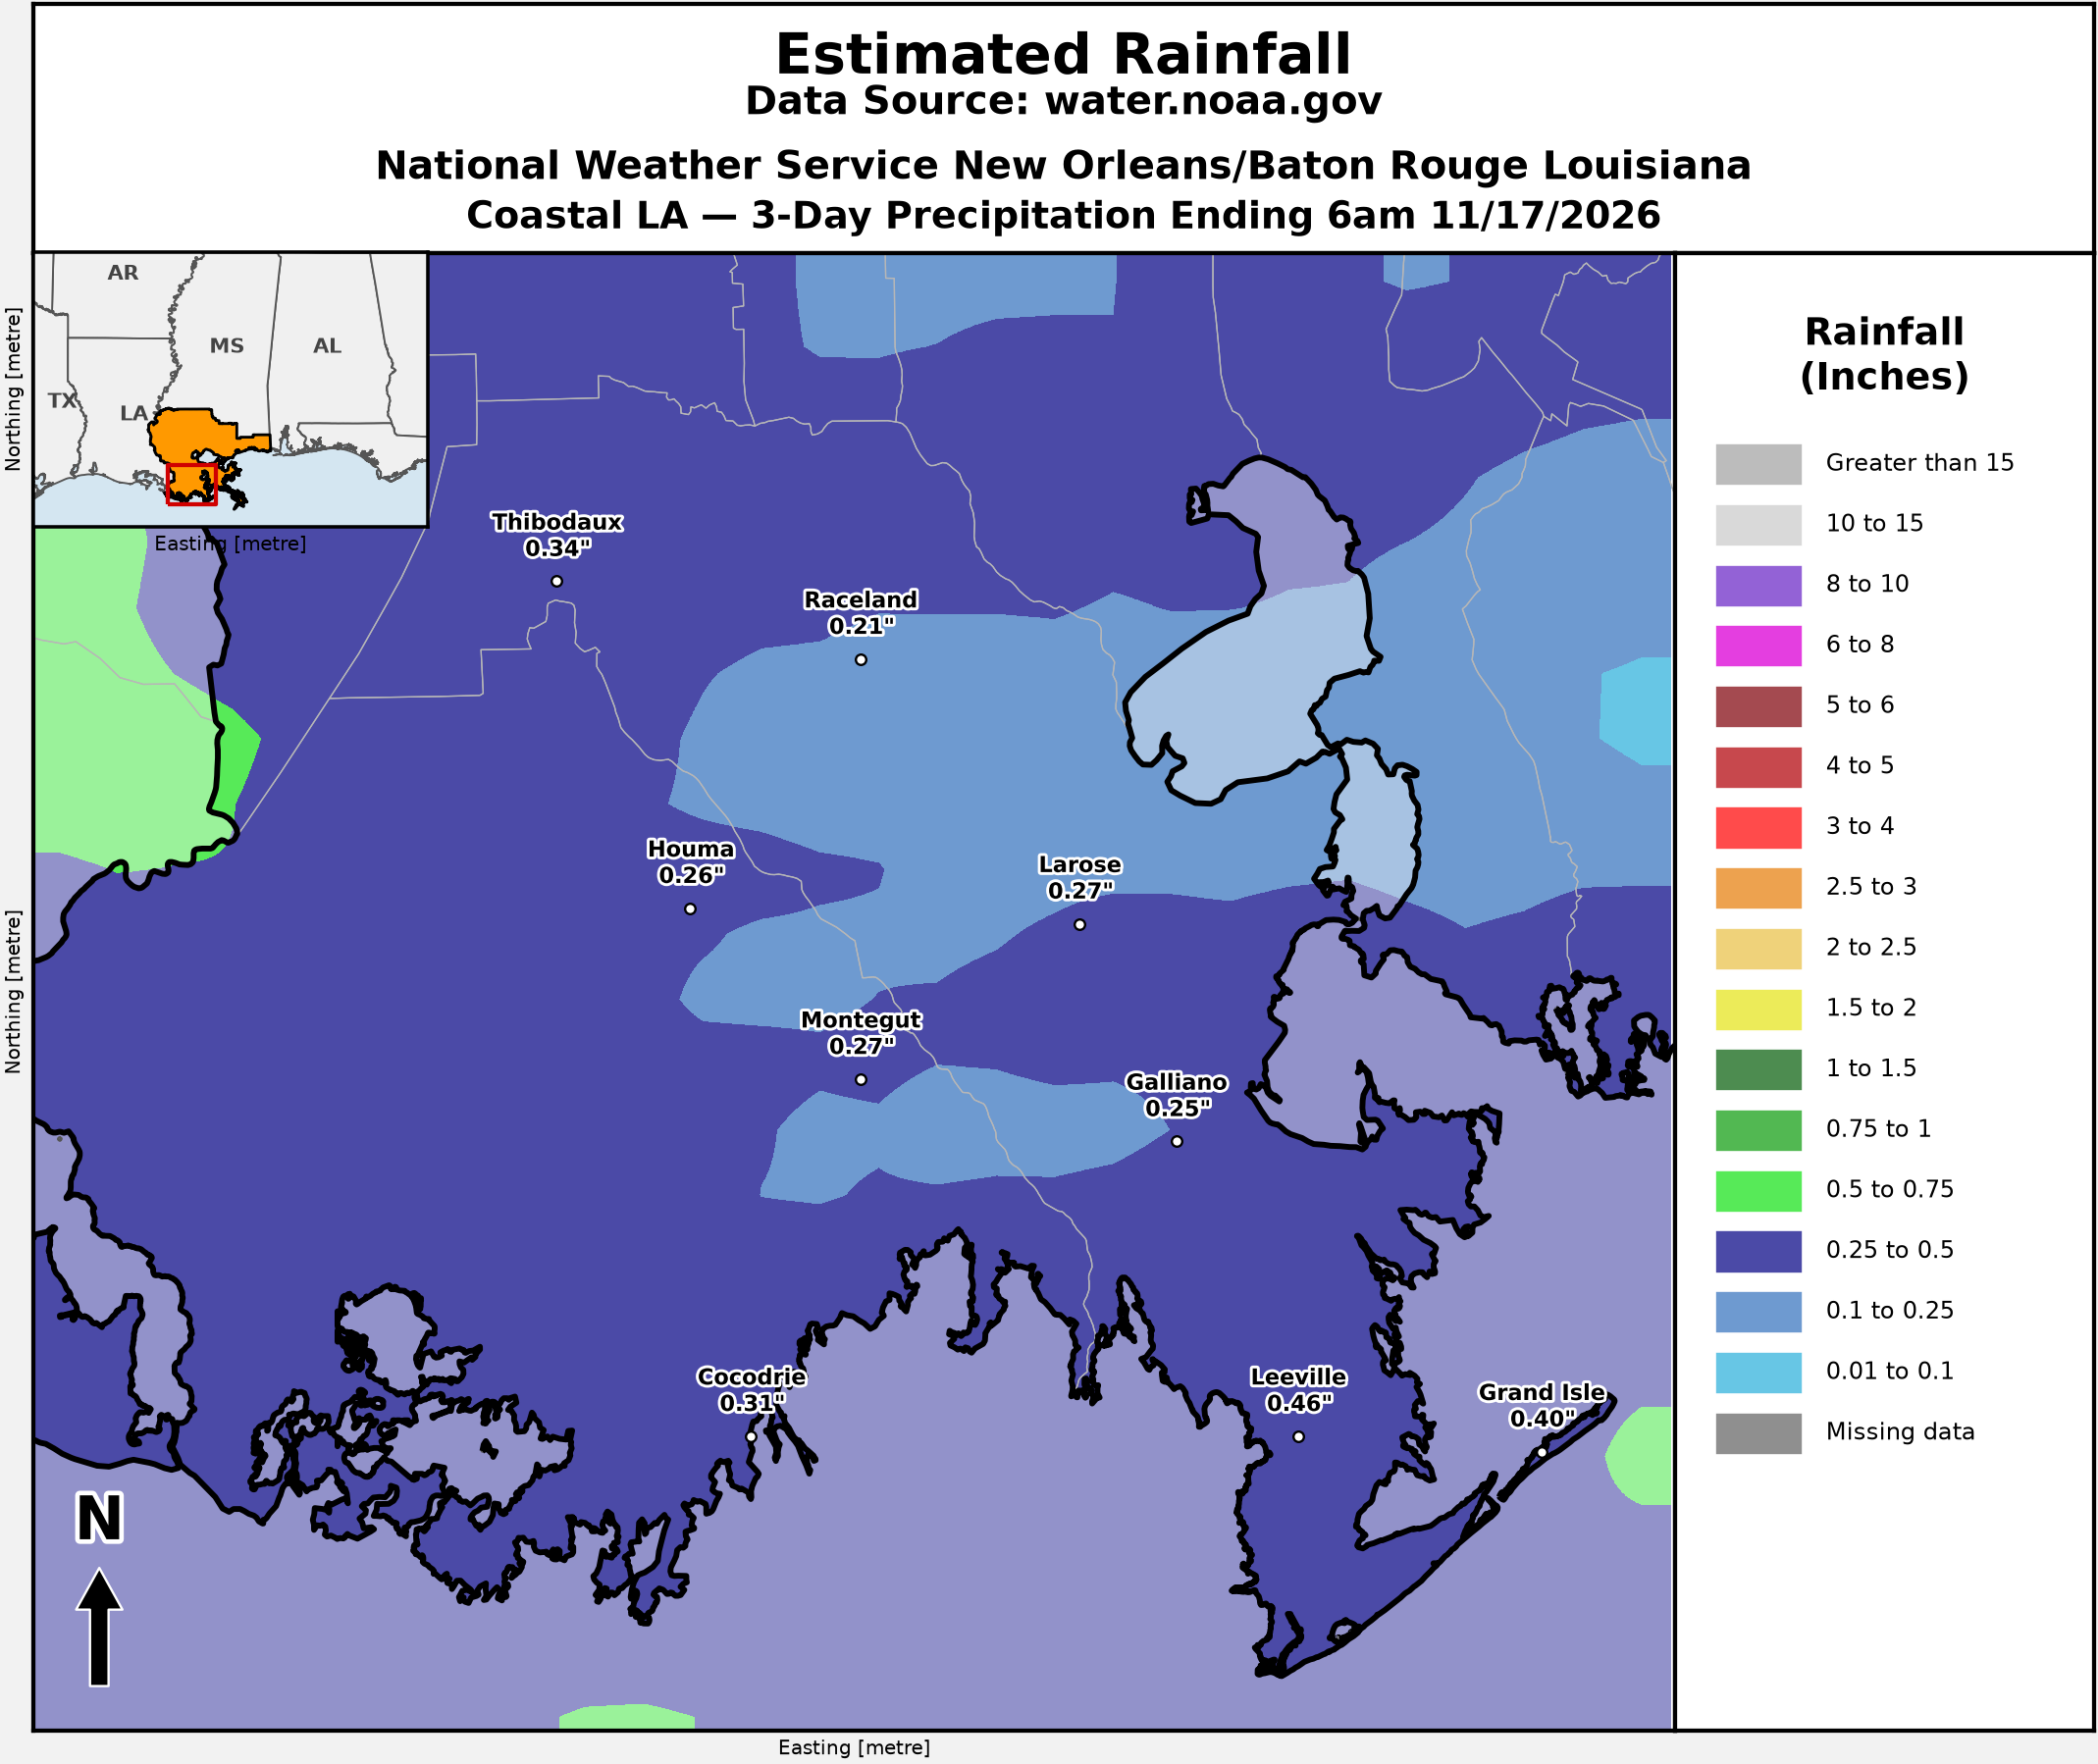 Estimated Rainfall
Data Source: water.noaa.gov
National Weather Service New Orleans/Baton Rouge Louisiana
Coastal LA — 3-Day Precipitation Ending 6am 11/17/2026
Northing [metre]
AR
MS
AL
TX
LA
Easting [metre]
Thibodaux
0.34"
Raceland
0.21"
Houma
0.26"
Larose
0.27"
Northing [metre]
Montegut
0.27"
Galliano
0.25"
Cocodrie
0.31"
Leeville
0.46"
Grand Isle
0.40"
N
Easting [metre]
Rainfall
(Inches)
Greater than 15
10 to 15
8 to 10
6 to 8
5 to 6
4 to 5
3 to 4
2.5 to 3
2 to 2.5
1.5 to 2
1 to 1.5
0.75 to 1
0.5 to 0.75
0.25 to 0.5
0.1 to 0.25
0.01 to 0.1
Missing data